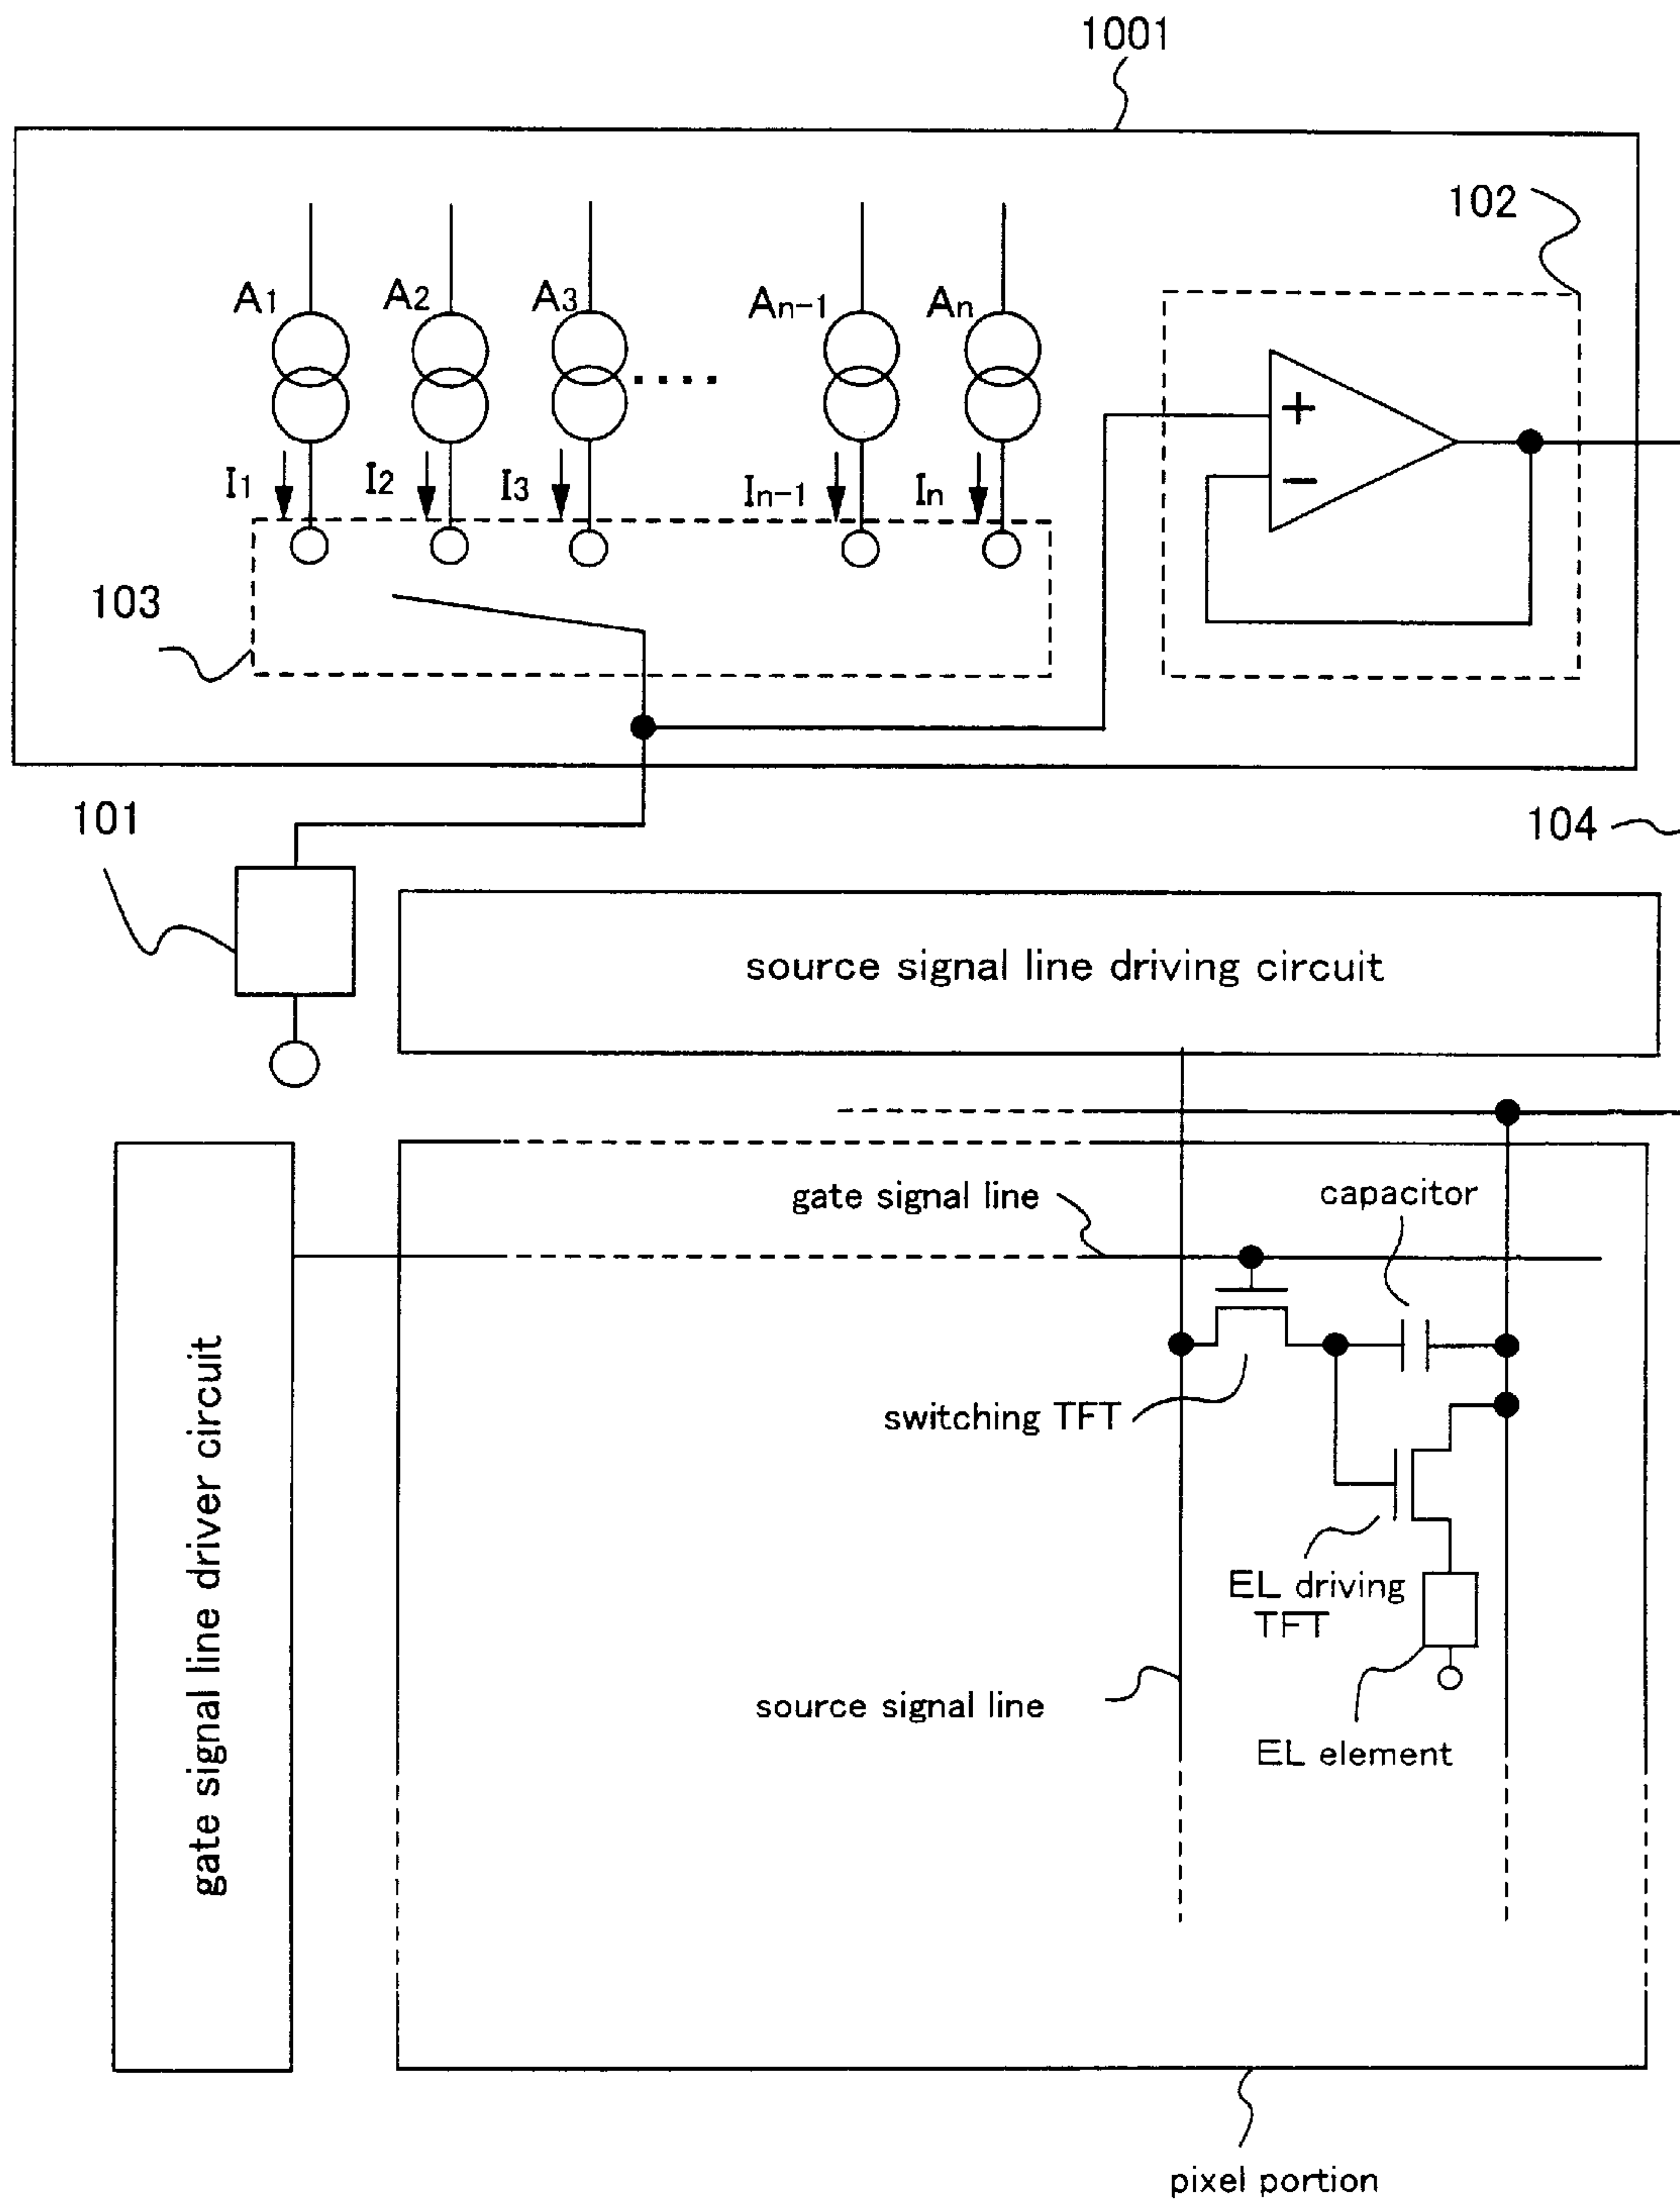 1001
102
A1 A2 A3 An-1 An
+
−
I1 I2 I3 In-1 In
103
101
104
source signal line driving circuit
gate signal line
capacitor
gate signal line driver circuit
switching TFT
EL driving
TFT
source signal line
EL element
pixel portion